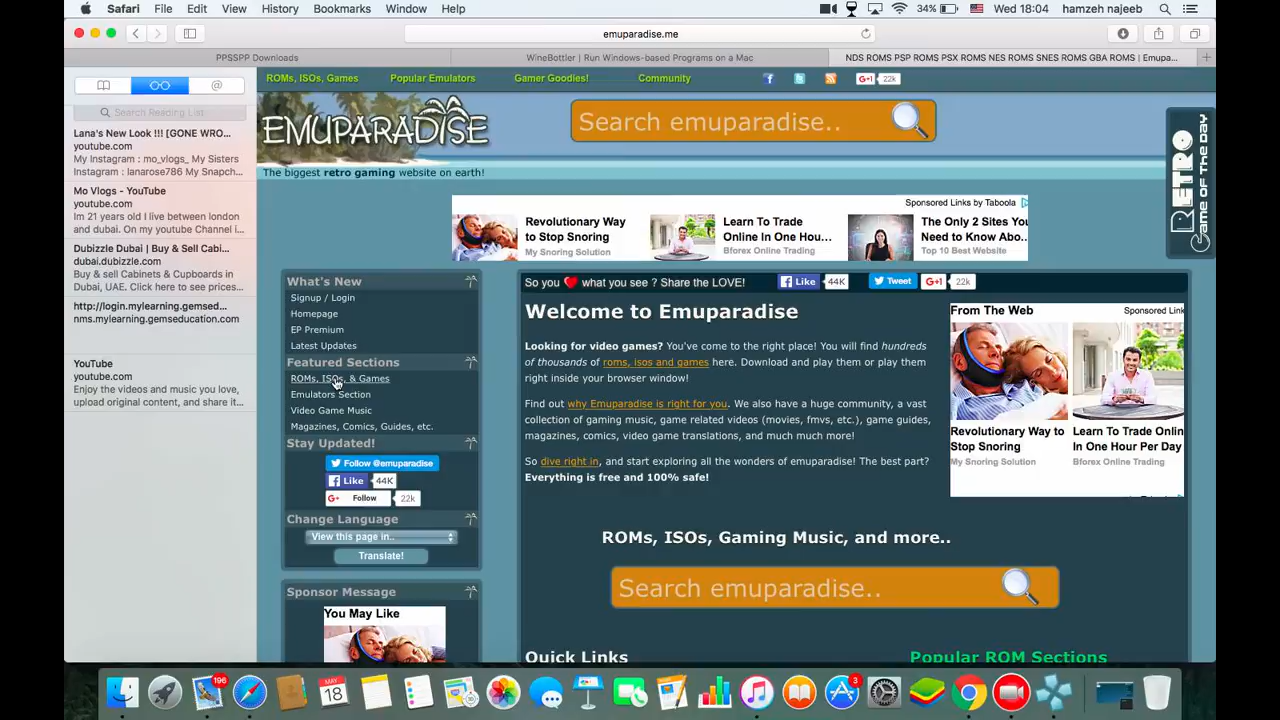 Safari File Edit View History Bookmarks Window Help 34% Wed 18:04 hamzeh najeeb
emuparadise.me
PPSSPP Downloads
WineBottler | Run Windows-based Programs on a Mac
NDS ROMS PSP ROMS PSX ROMS NES ROMS SNES ROMS GBA ROMS | Emupa...
@
Search Reading List
Lana's New Look !!! [GONE WRO...
youtube.com
My Instagram : mo_vlogs_ My Sisters
Instagram : lanarose786 My Snapch...
Mo Vlogs - YouTube
youtube.com
Im 21 years old I live between london
and dubai. On my youtube Channel i...
Dubizzle Dubai | Buy & Sell Cabi...
dubai.dubizzle.com
Buy & sell Cabinets & Cupboards in
Dubai, UAE. Click here to see prices...
http://login.mylearning.gemsed...
nms.mylearning.gemseducation.com
YouTube
youtube.com
Enjoy the videos and music you love,
upload original content, and share it...
ROMs, ISOs, Games Popular Emulators Gamer Goodies! Community
G+1 22k
EMUPARADISE
Search emuparadise..
RETRO
Game OF THE DAY
The biggest retro gaming website on earth!
Sponsored Links by Taboola
Revolutionary Way
to Stop Snoring
My Snoring Solution
Learn To Trade
Online In One Hou...
Bforex Online Trading
The Only 2 Sites You
Need to Know Abo..
Top 10 Best Website
What's New
Signup / Login
Homepage
EP Premium
Latest Updates
Featured Sections
ROMs, ISOs, & Games
Emulators Section
Video Game Music
Magazines, Comics, Guides, etc.
Stay Updated!
Follow @emuparadise
Like 44K
G+ Follow 22k
Change Language
View this page in..
Translate!
Sponsor Message
You May Like
So you ❤ what you see ? Share the LOVE! Like 44K Tweet G+1 22k
Welcome to Emuparadise
Looking for video games? You've come to the right place! You will find hundreds
of thousands of roms, isos and games here. Download and play them or play them
right inside your browser window!
Find out why Emuparadise is right for you. We also have a huge community, a vast
collection of gaming music, game related videos (movies, fmvs, etc.), game guides,
magazines, comics, video game translations, and much much more!
So dive right in, and start exploring all the wonders of emuparadise! The best part?
Everything is free and 100% safe!
From The Web Sponsored Link
Revolutionary Way to
Stop Snoring
My Snoring Solution
Learn To Trade Onlin
In One Hour Per Day
Bforex Online Trading
ROMs, ISOs, Gaming Music, and more..
Search emuparadise..
Quick Links
Popular ROM Sections
196
MAY
18
3